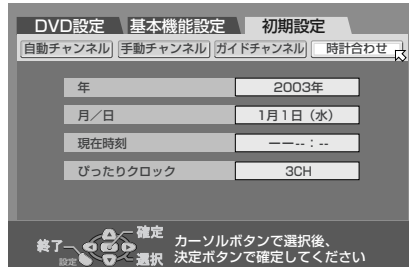 DVD設定 基本機能設定 初期設定
自動チャンネル 手動チャンネル ガイドチャンネル 時計合わせ
年 2003年
月／日 1月1日（水）
現在時刻 ーー--：--
ぴったりクロック 3CH
確定
終了
設定 選択
カーソルボタンで選択後、
決定ボタンで確定してください